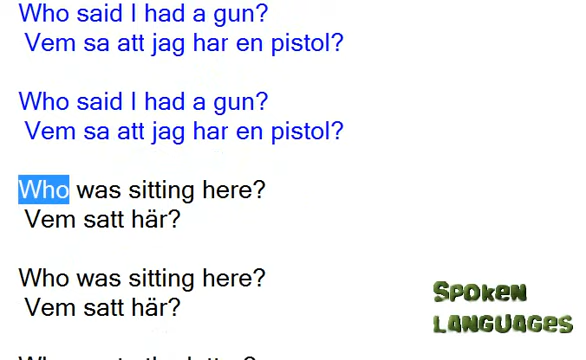 Who said I had a gun?
Vem sa att jag har en pistol?
Who said I had a gun?
Vem sa att jag har en pistol?
Who was sitting here?
Vem satt här?
Who was sitting here?
Vem satt här?
Spoken
Languages